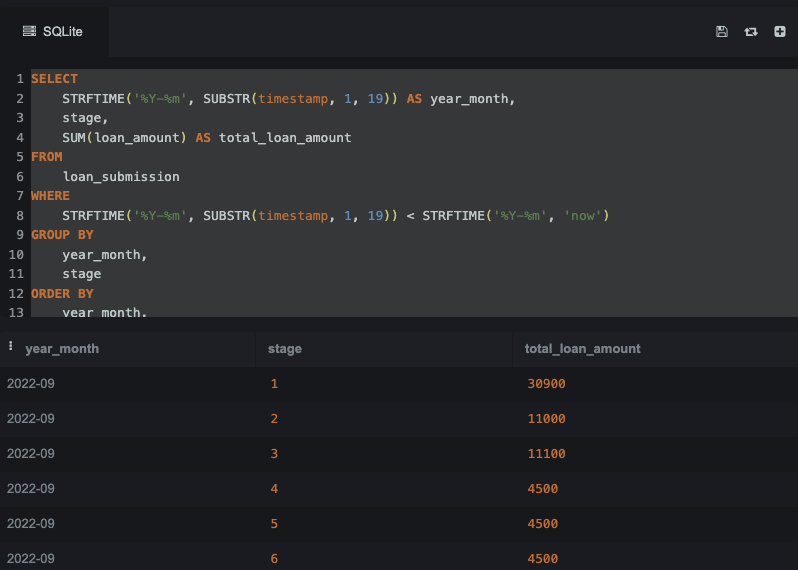 SQLite
1 SELECT
2 STRFTIME('%Y-%m', SUBSTR(timestamp, 1, 19)) AS year_month,
3 stage,
4 SUM(loan_amount) AS total_loan_amount
5 FROM
6 loan_submission
7 WHERE
8 STRFTIME('%Y-%m', SUBSTR(timestamp, 1, 19)) < STRFTIME('%Y-%m', 'now')
9 GROUP BY
10 year_month,
11 stage
12 ORDER BY
13 year_month,
year_month stage total_loan_amount
2022-09 1 30900
2022-09 2 11000
2022-09 3 11100
2022-09 4 4500
2022-09 5 4500
2022-09 6 4500